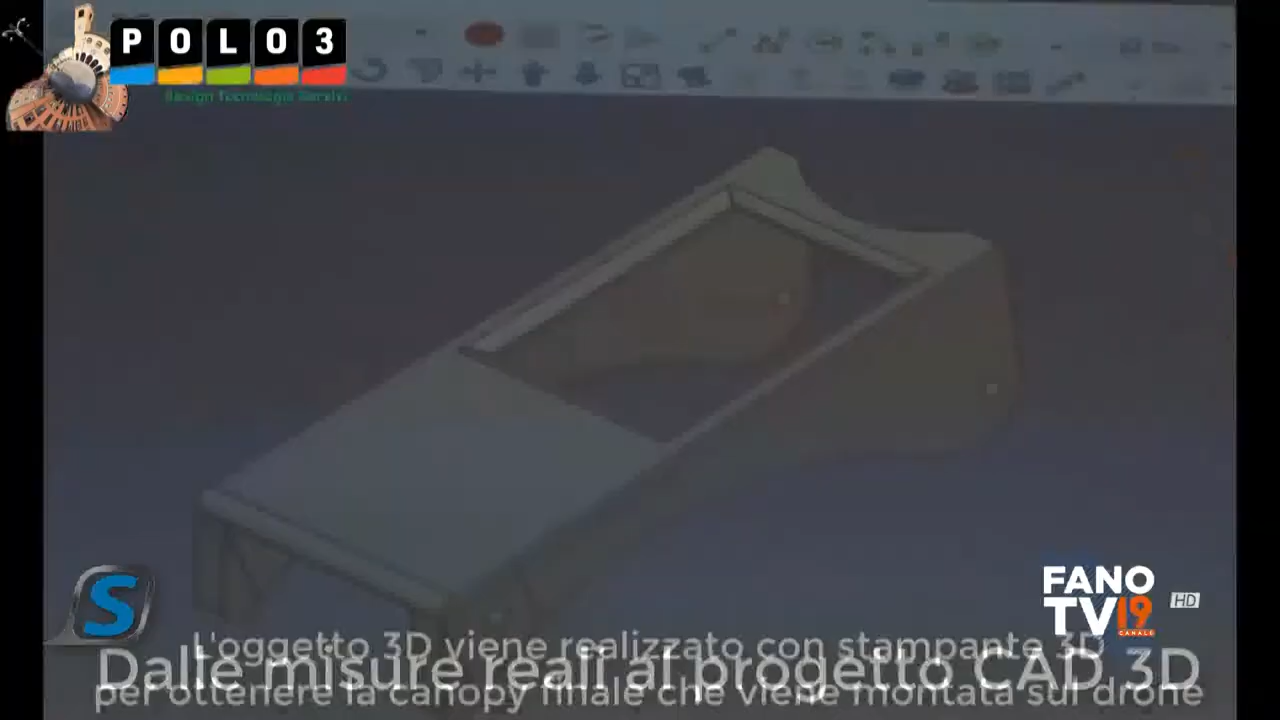 POLO3
Design Tecnologia Servizi
S
FANO
TV19
CANALE
HD
L'oggetto 3D viene realizzato con stampante 3D
Dalle misure reali al progetto CAD 3D
per ottenere la canopy finale che viene montata sul drone